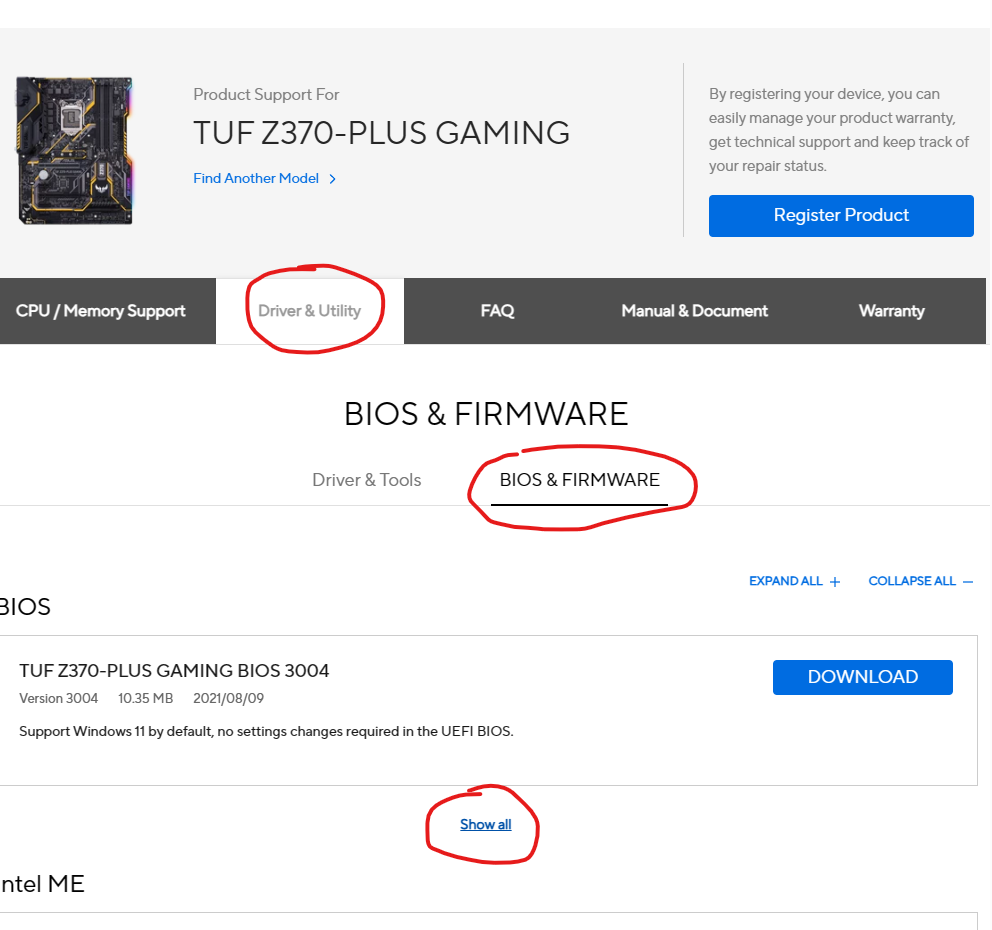 Product Support For
TUF Z370-PLUS GAMING
Find Another Model >
By registering your device, you can
easily manage your product warranty,
get technical support and keep track of
your repair status.
Register Product
CPU / Memory Support
Driver & Utility
FAQ
Manual & Document
Warranty
BIOS & FIRMWARE
Driver & Tools
BIOS & FIRMWARE
EXPAND ALL +
COLLAPSE ALL −
BIOS
TUF Z370-PLUS GAMING BIOS 3004
Version 3004 10.35 MB 2021/08/09
DOWNLOAD
Support Windows 11 by default, no settings changes required in the UEFI BIOS.
Show all
ntel ME